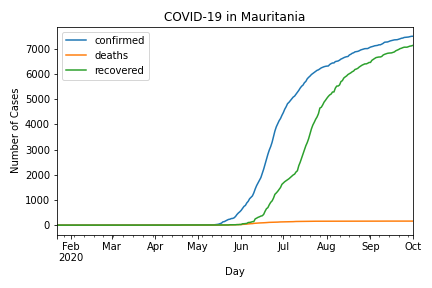 COVID-19 in Mauritania
confirmed
deaths
recovered
Number of Cases
7000
6000
5000
4000
3000
2000
1000
0
Feb Mar Apr May Jun Jul Aug Sep Oct
2020
Day